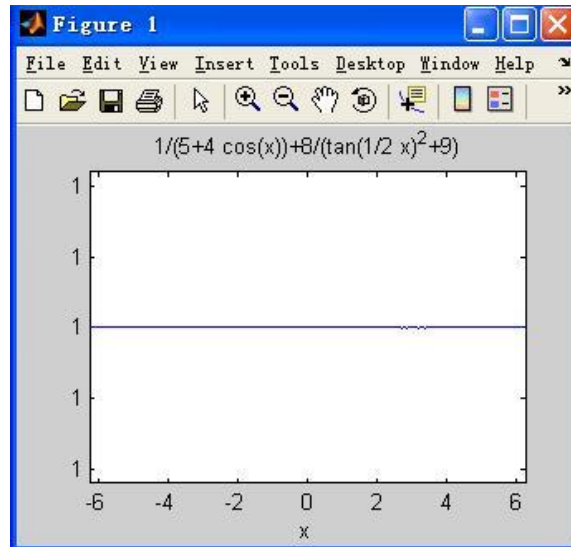 Figure 1
File Edit View Insert Tools Desktop Window Help
1/(5+4 cos(x))+8/(tan(1/2 x)²+9)
1
1
1
1
1
-6 -4 -2 0 2 4 6
x